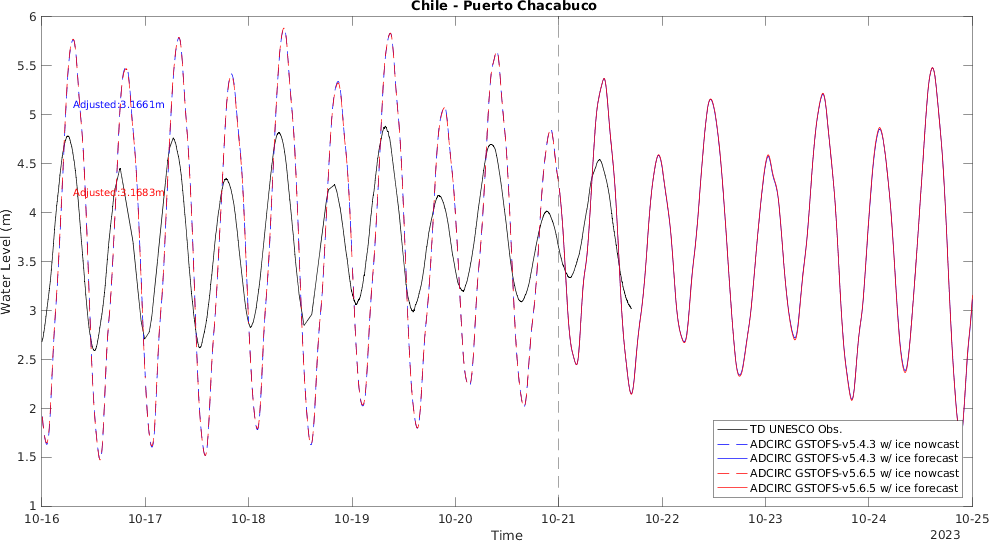 Chile - Puerto Chacabuco
6
5.5
5
4.5
4
3.5
3
2.5
2
1.5
1
Water Level (m)
Adjusted:3.1661m
Adjusted:3.1683m
TD UNESCO Obs.
ADCIRC GSTOFS-v5.4.3 w/ ice nowcast
ADCIRC GSTOFS-v5.4.3 w/ ice forecast
ADCIRC GSTOFS-v5.6.5 w/ ice nowcast
ADCIRC GSTOFS-v5.6.5 w/ ice forecast
10-16 10-17 10-18 10-19 10-20 10-21 10-22 10-23 10-24 10-25
Time
2023